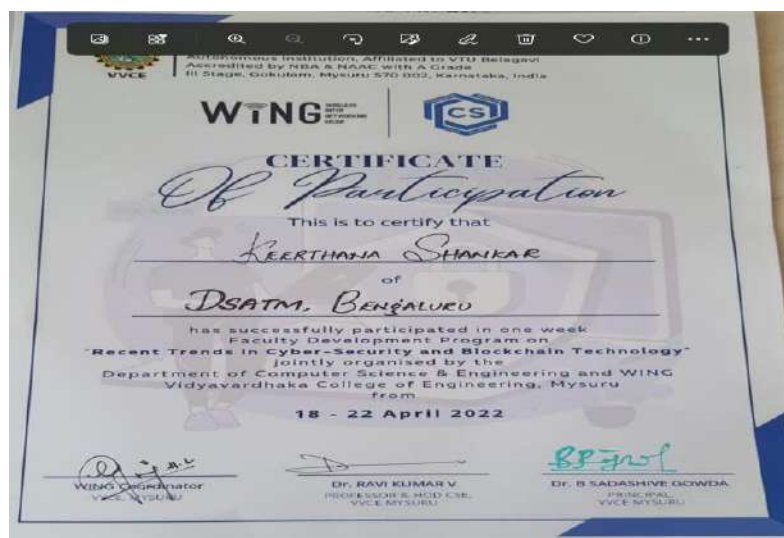 Autonomous Institution, Affiliated to VTU Belagavi
VVCE
Accredited by NBA & NAAC with A Grade
III Stage, Gokulam, Mysuru 570 002, Karnataka, India
WiNG
CSI
CERTIFICATE
Of Participation
This is to certify that
KEERTHANA SHANKAR
of
DSATM, BENGALURU
has successfully participated in one week
Faculty Development Program on
"Recent Trends in Cyber-Security and Blockchain Technology"
jointly organised by the
Department of Computer Science & Engineering and WING
Vidyavardhaka College of Engineering, Mysuru
from
18 - 22 April 2022
WING Coordinator
VVCE MYSURU
Dr. RAVI KUMAR V
PROFESSOR & HOD CSE,
VVCE MYSURU
Dr. B SADASHIVE GOWDA
PRINCIPAL,
VVCE MYSURU